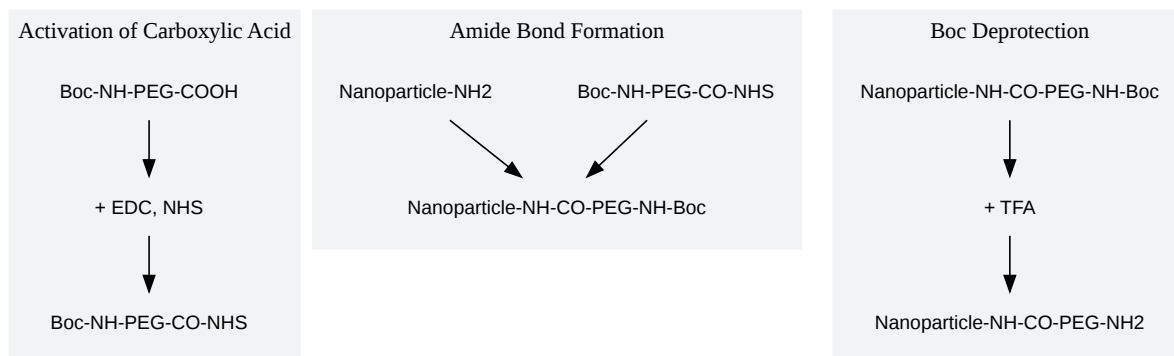 Activation of Carboxylic Acid
Boc-NH-PEG-COOH
+ EDC, NHS
Boc-NH-PEG-CO-NHS
Amide Bond Formation
Nanoparticle-NH2
Boc-NH-PEG-CO-NHS
Nanoparticle-NH-CO-PEG-NH-Boc
Boc Deprotection
Nanoparticle-NH-CO-PEG-NH-Boc
+ TFA
Nanoparticle-NH-CO-PEG-NH2